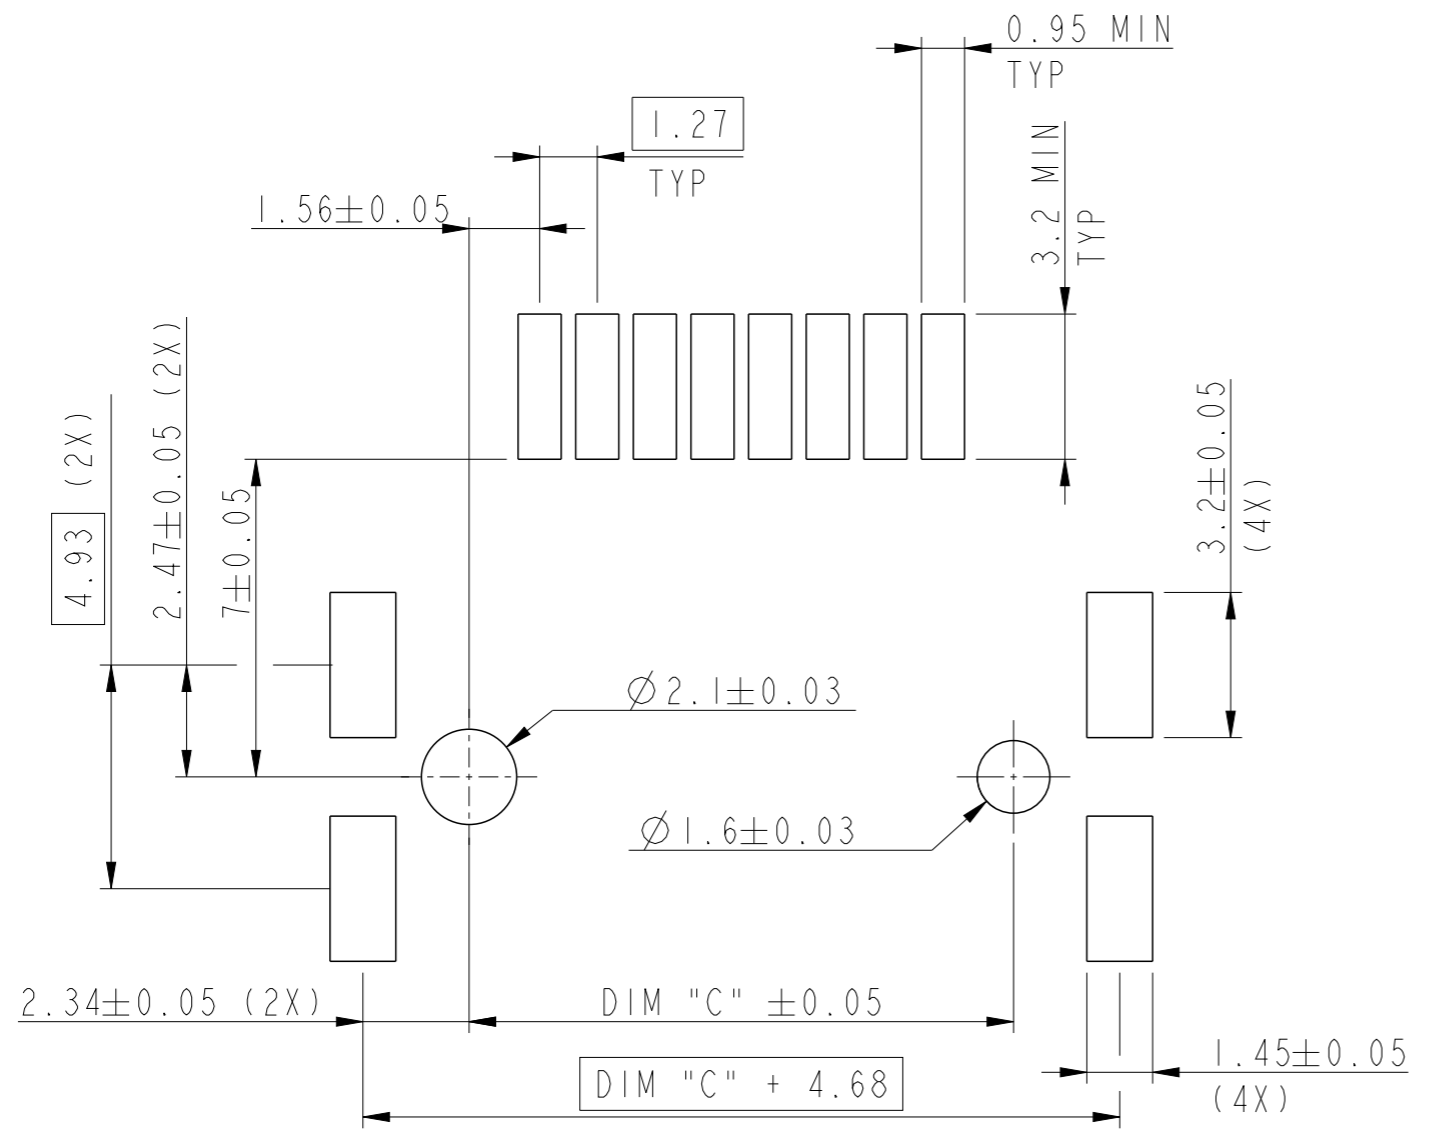 0.95 MIN
TYP
1.27
TYP
1.56±0.05
3.2 MIN
TYP
4.93 (2X)
2.47±0.05 (2X)
7±0.05
3.2±0.05
(4X)
Ø2.1±0.03
Ø1.6±0.03
2.34±0.05 (2X)
DIM "C" ±0.05
DIM "C" + 4.68
1.45±0.05
(4X)